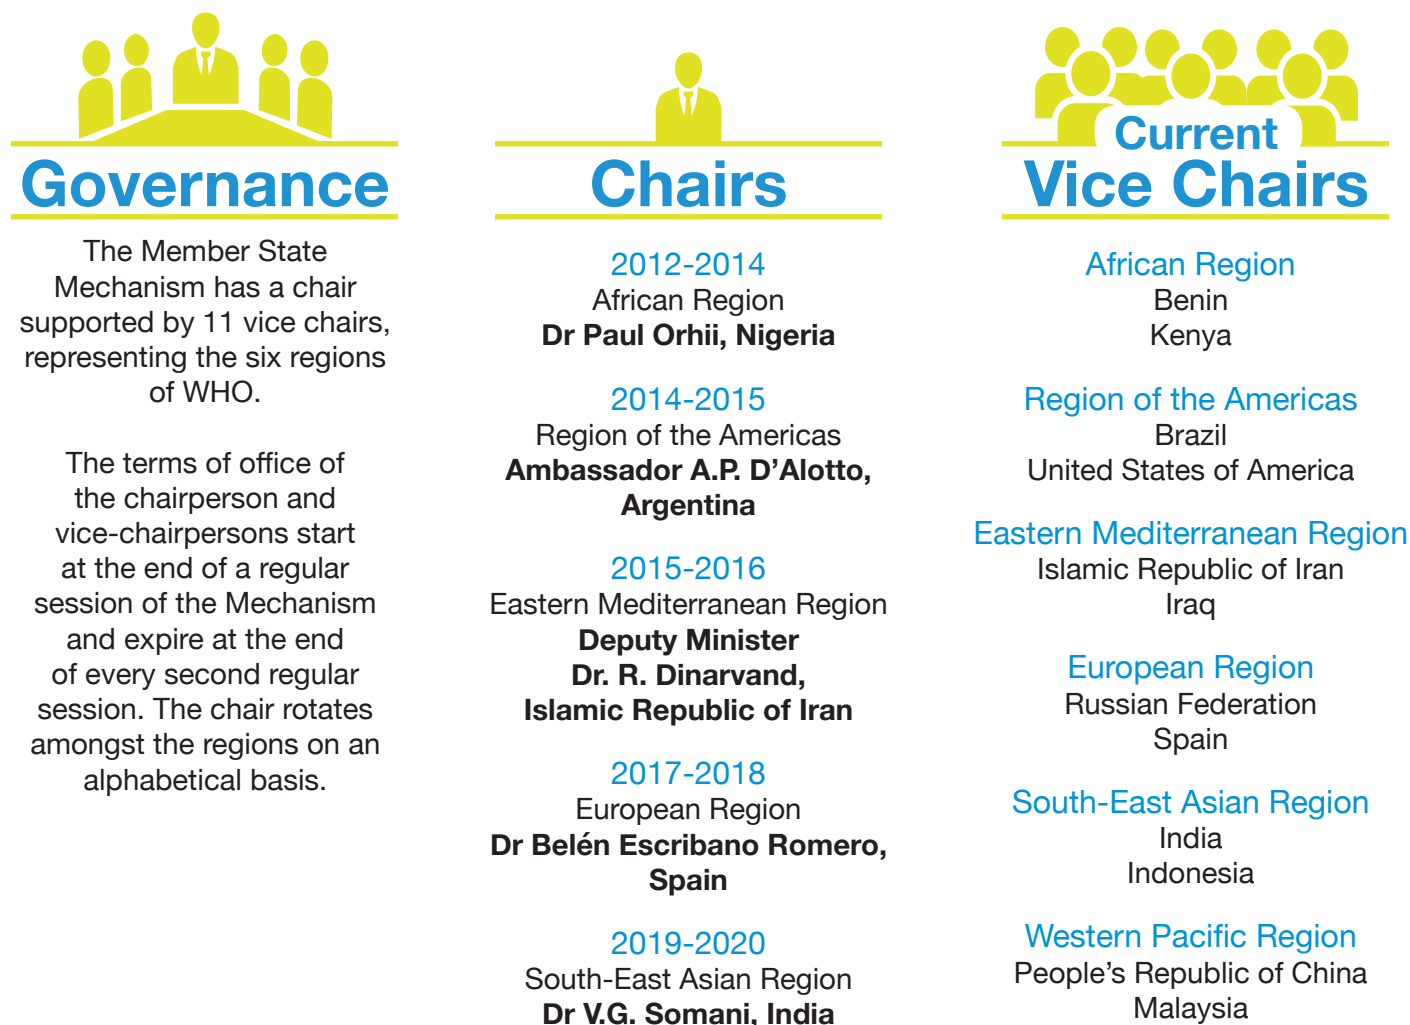 Governance
The Member State
Mechanism has a chair
supported by 11 vice chairs,
representing the six regions
of WHO.
The terms of office of
the chairperson and
vice-chairpersons start
at the end of a regular
session of the Mechanism
and expire at the end
of every second regular
session. The chair rotates
amongst the regions on an
alphabetical basis.
Chairs
2012-2014
African Region
Dr Paul Orhii, Nigeria
2014-2015
Region of the Americas
Ambassador A.P. D’Alotto,
Argentina
2015-2016
Eastern Mediterranean Region
Deputy Minister
Dr. R. Dinarvand,
Islamic Republic of Iran
2017-2018
European Region
Dr Belén Escribano Romero,
Spain
2019-2020
South-East Asian Region
Dr V.G. Somani, India
Current
Vice Chairs
African Region
Benin
Kenya
Region of the Americas
Brazil
United States of America
Eastern Mediterranean Region
Islamic Republic of Iran
Iraq
European Region
Russian Federation
Spain
South-East Asian Region
India
Indonesia
Western Pacific Region
People’s Republic of China
Malaysia